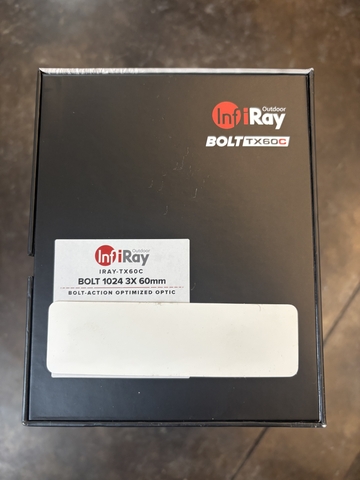 InfiRay
Outdoor
BOLT TX60C
InfiRay
Outdoor
IRAY-TX60C
BOLT 1024 3X 60mm
BOLT-ACTION OPTIMIZED OPTIC